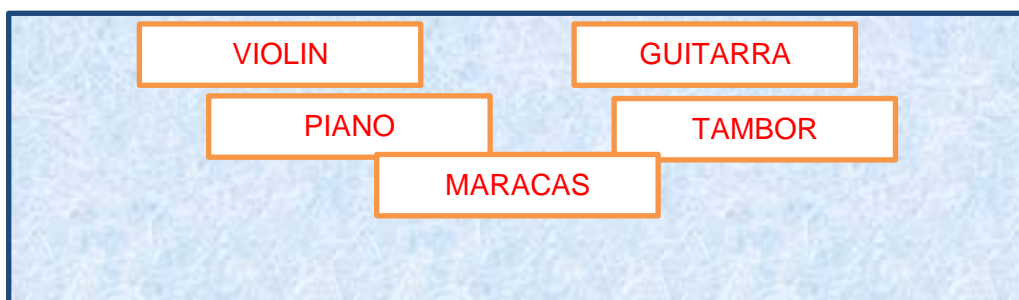 VIOLIN
GUITARRA
PIANO
TAMBOR
MARACAS